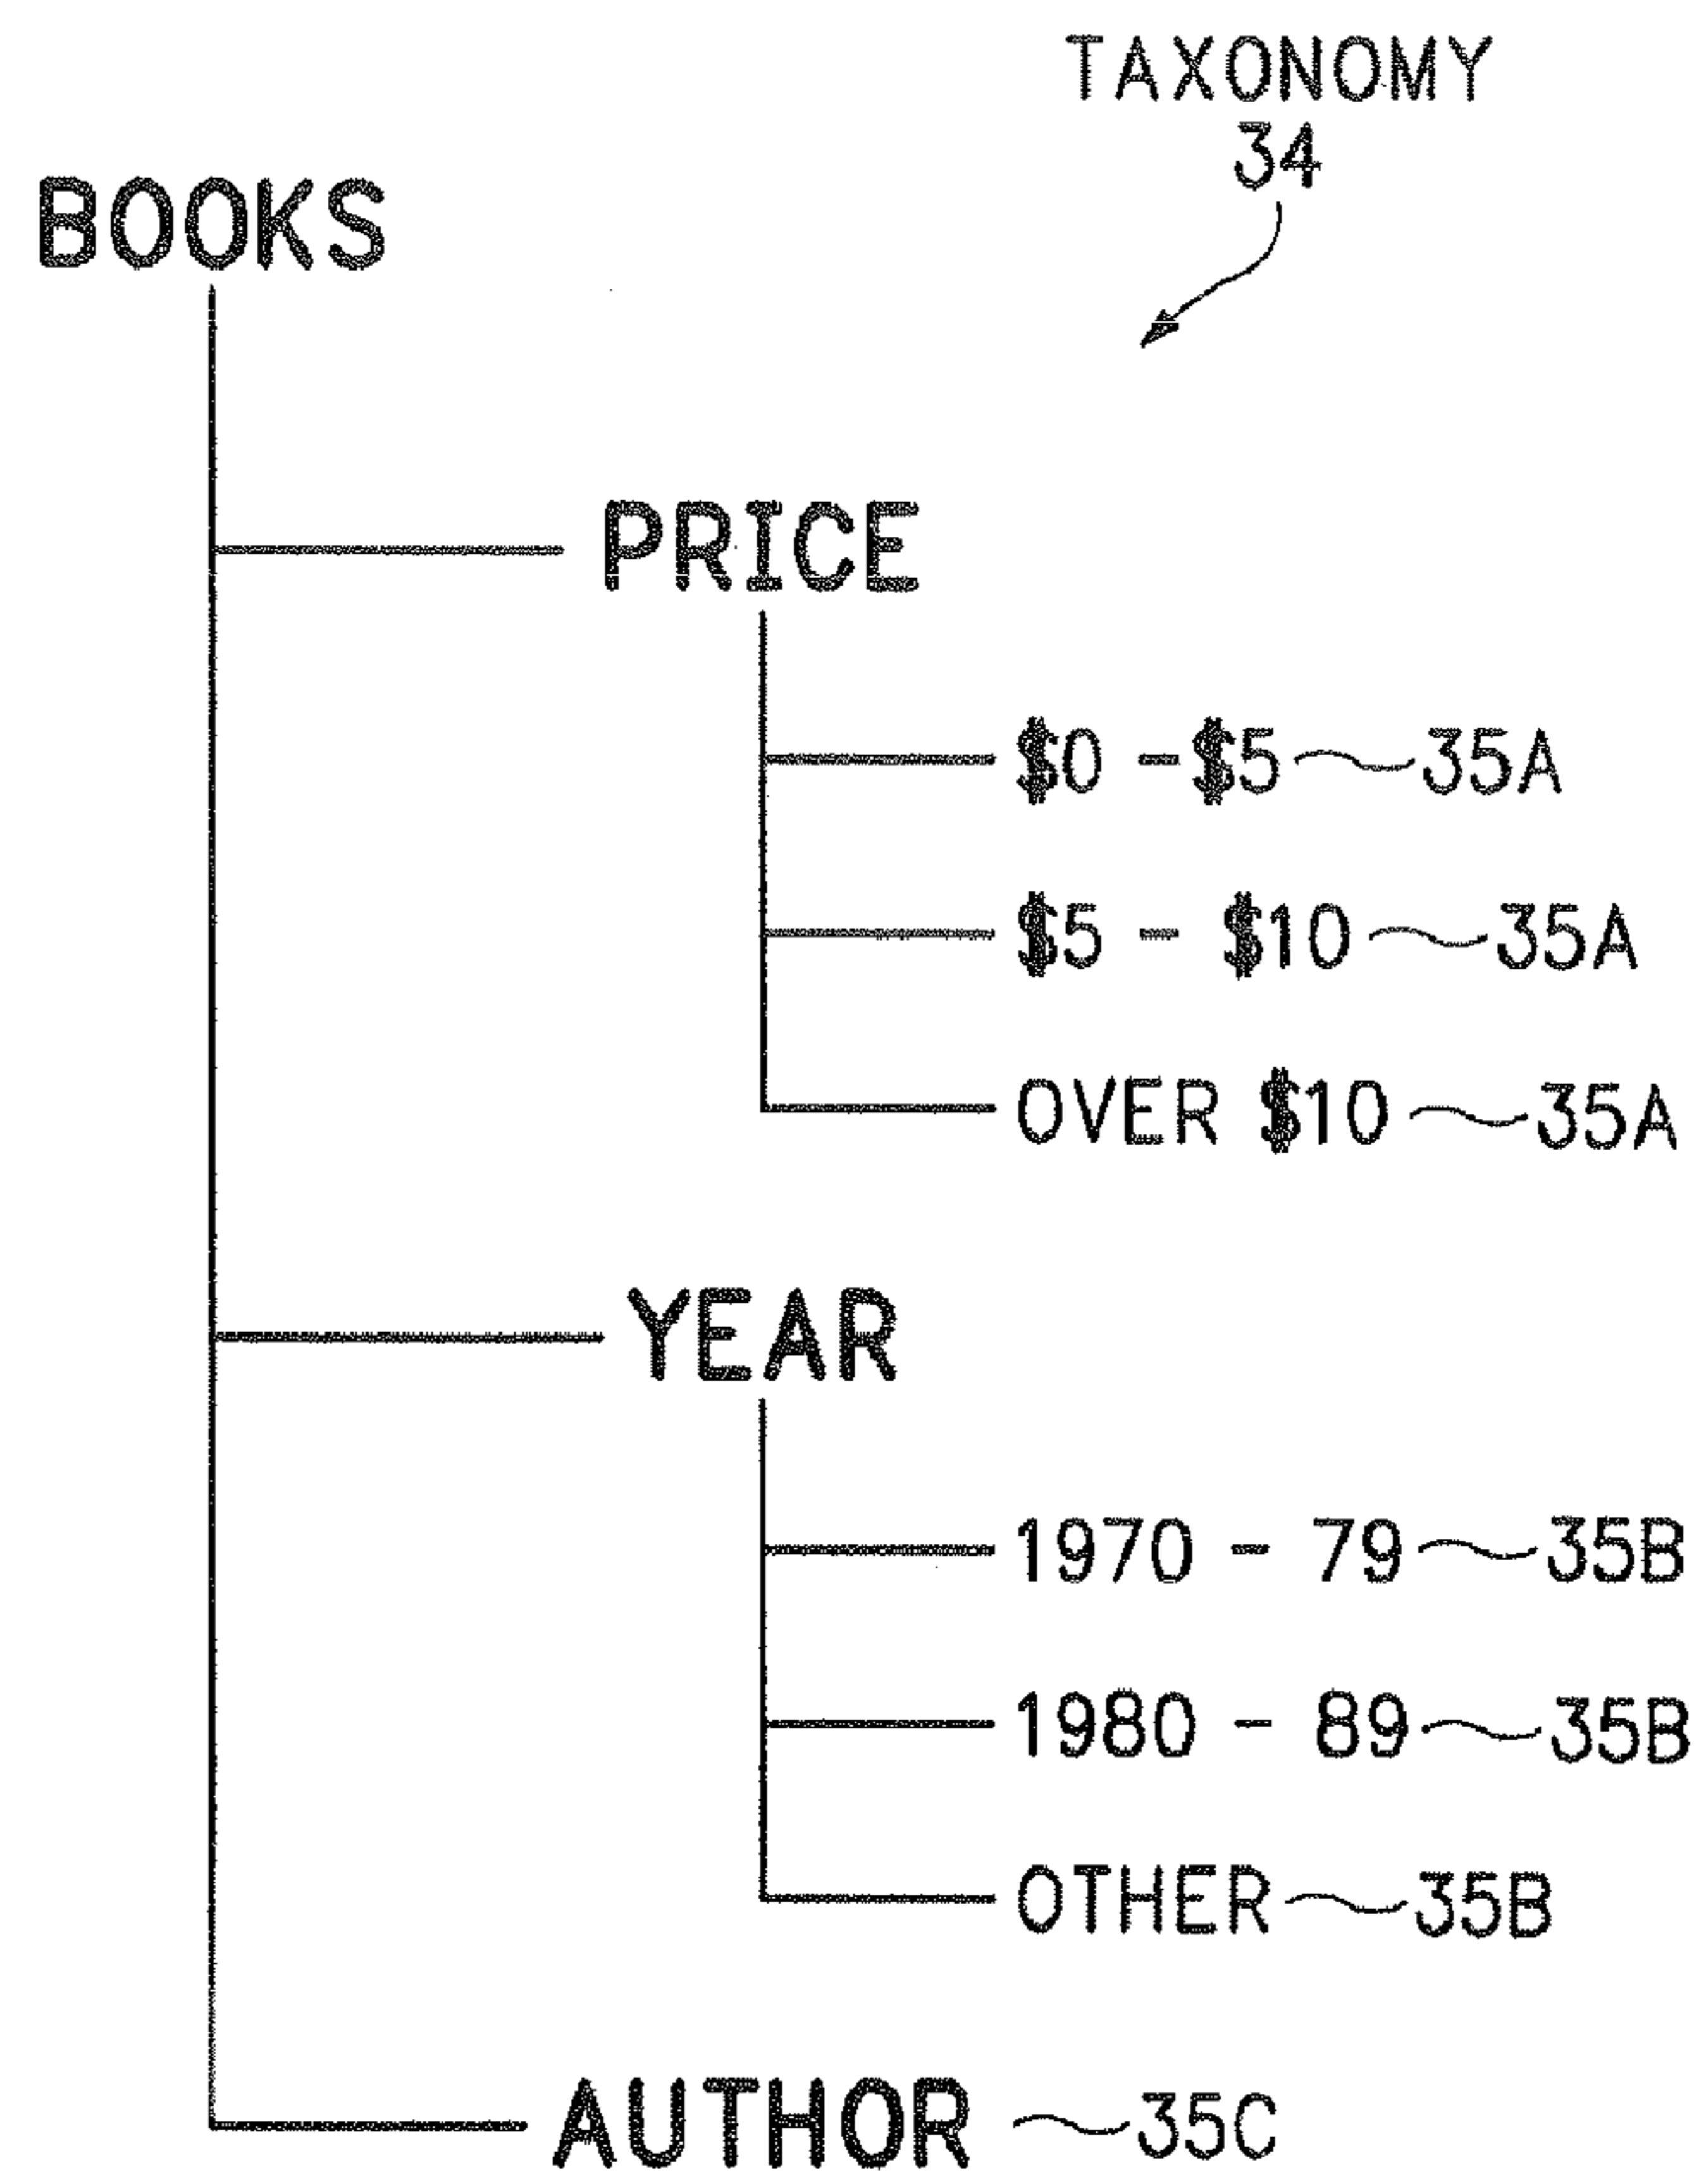 TAXONOMY
34
BOOKS
PRICE
$0 - $5 35A
$5 - $10 35A
OVER $10 35A
YEAR
1970 - 79 35B
1980 - 89 35B
OTHER 35B
AUTHOR 35C